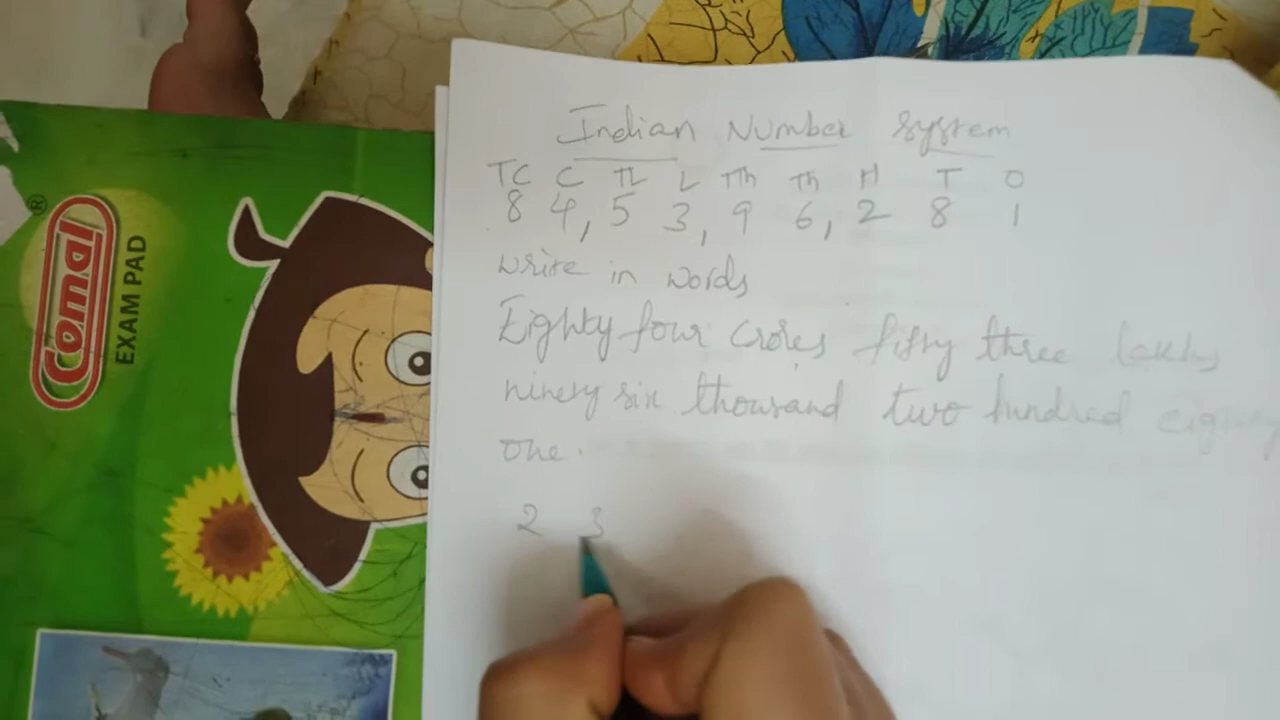 Indian Number System
TC C TL L TTh Th H T O
8 4, 5 3, 9 6, 2 8 1
Write in words
Eighty four crores fifty three lakhs
ninety six thousand two hundred eighty
one.
2 3
Comal ®
EXAM PAD